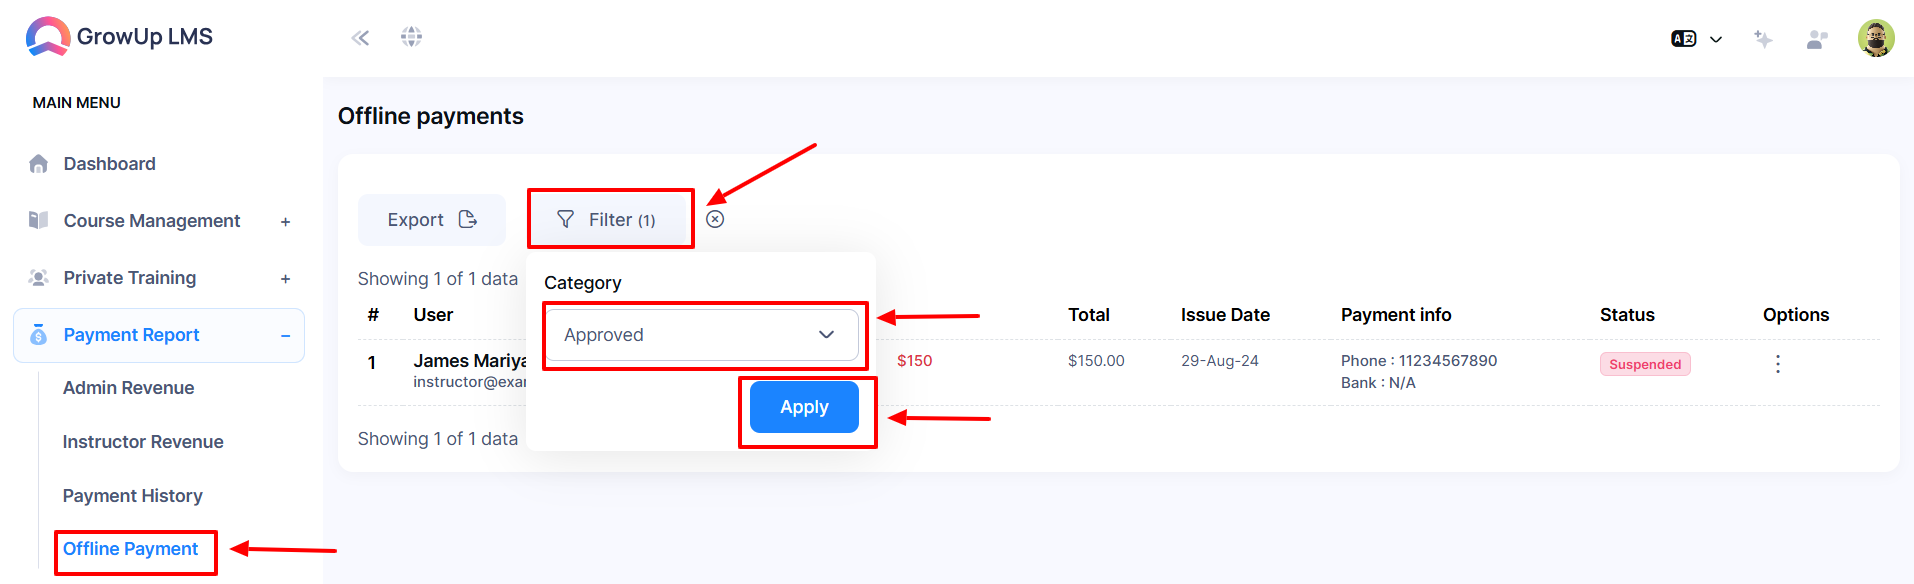 GrowUp LMS
MAIN MENU
Dashboard
Course Management +
Private Training +
Payment Report −
Admin Revenue
Instructor Revenue
Payment History
Offline Payment
Offline payments
Export
Filter (1)
Showing 1 of 1 data
Category
Approved
Apply
# User Total Issue Date Payment info Status Options
1 James Mariya $150 $150.00 29-Aug-24 Phone : 11234567890 Suspended
instructor@exam Bank : N/A
Showing 1 of 1 data